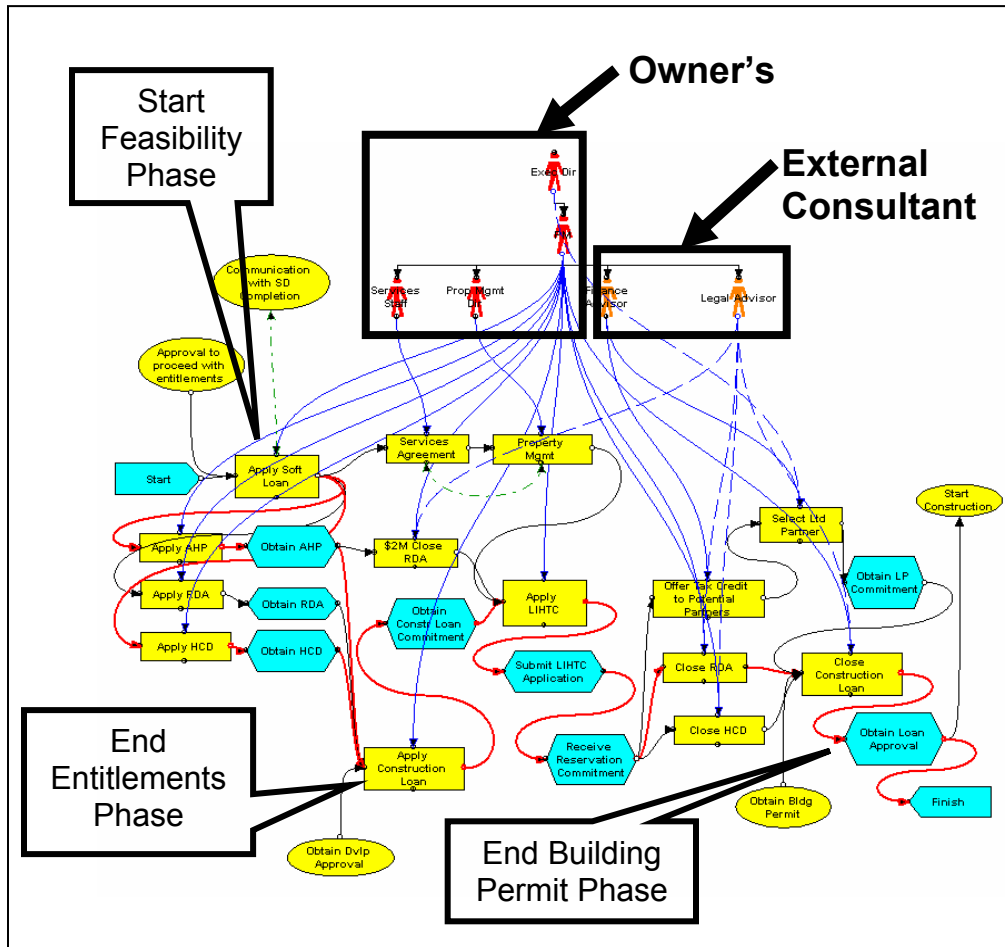 Owner's
Start
Feasibility
Phase
External
Consultant
Exec Dir
PM
Services
Staff
Prop Mgmt
Dir
Finance
Advisor
Legal Advisor
Communication
with SD
Completion
Approval to
proceed with
entitlements
Start
Apply Soft
Loan
Services
Agreement
Property
Mgmt
Start
Construction
Select Ltd
Partner
Apply AHP
Obtain AHP
$2M Close
RDA
Apply RDA
Obtain RDA
Obtain
Constr Loan
Commitment
Apply
LIHTC
Offer Tax Credit
to Potential
Partners
Obtain LP
Commitment
Apply HCD
Obtain HCD
Submit LIHTC
Application
Close RDA
Close
Construction
Loan
Close HCD
Obtain Loan
Approval
Receive
Reservation
Commitment
End
Entitlements
Phase
Apply
Construction
Loan
Obtain Bldg
Permit
Finish
Obtain Dvlp
Approval
End Building
Permit Phase